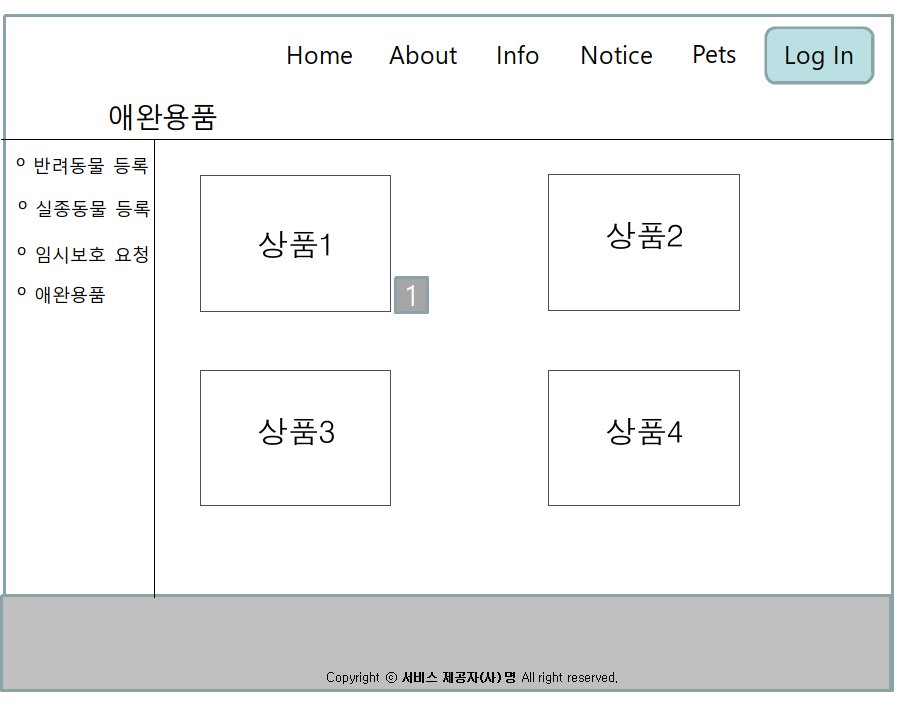 Home About Info Notice Pets Log In
애완용품
o 반려동물 등록
o 실종동물 등록
o 임시보호 요청
o 애완용품
상품1
상품2
1
상품3
상품4
Copyright ⓒ 서비스 제공자(사) 명 All right reserved.